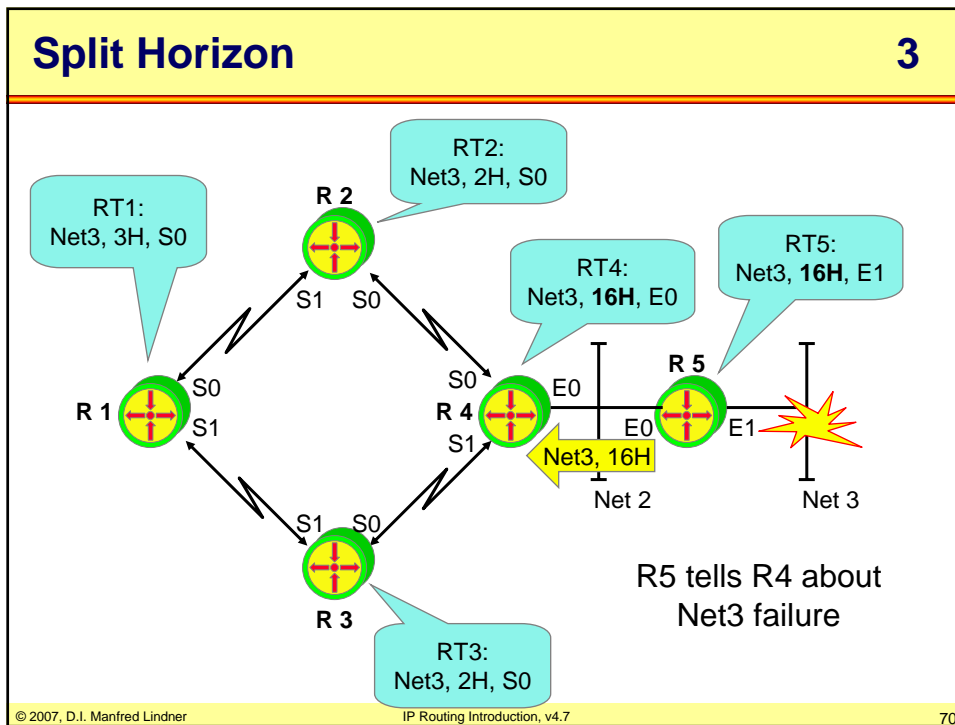 Split Horizon 3
RT2:
Net3, 2H, S0
R 2
RT1:
Net3, 3H, S0
RT4:
Net3, 16H, E0
RT5:
Net3, 16H, E1
S1 S0
R 1
S0
S1
S0
R 4
S1
E0
R 5
E0
E1
Net3, 16H
Net 2
Net 3
S1 S0
R 3
R5 tells R4 about
Net3 failure
RT3:
Net3, 2H, S0
© 2007, D.I. Manfred Lindner IP Routing Introduction, v4.7 70